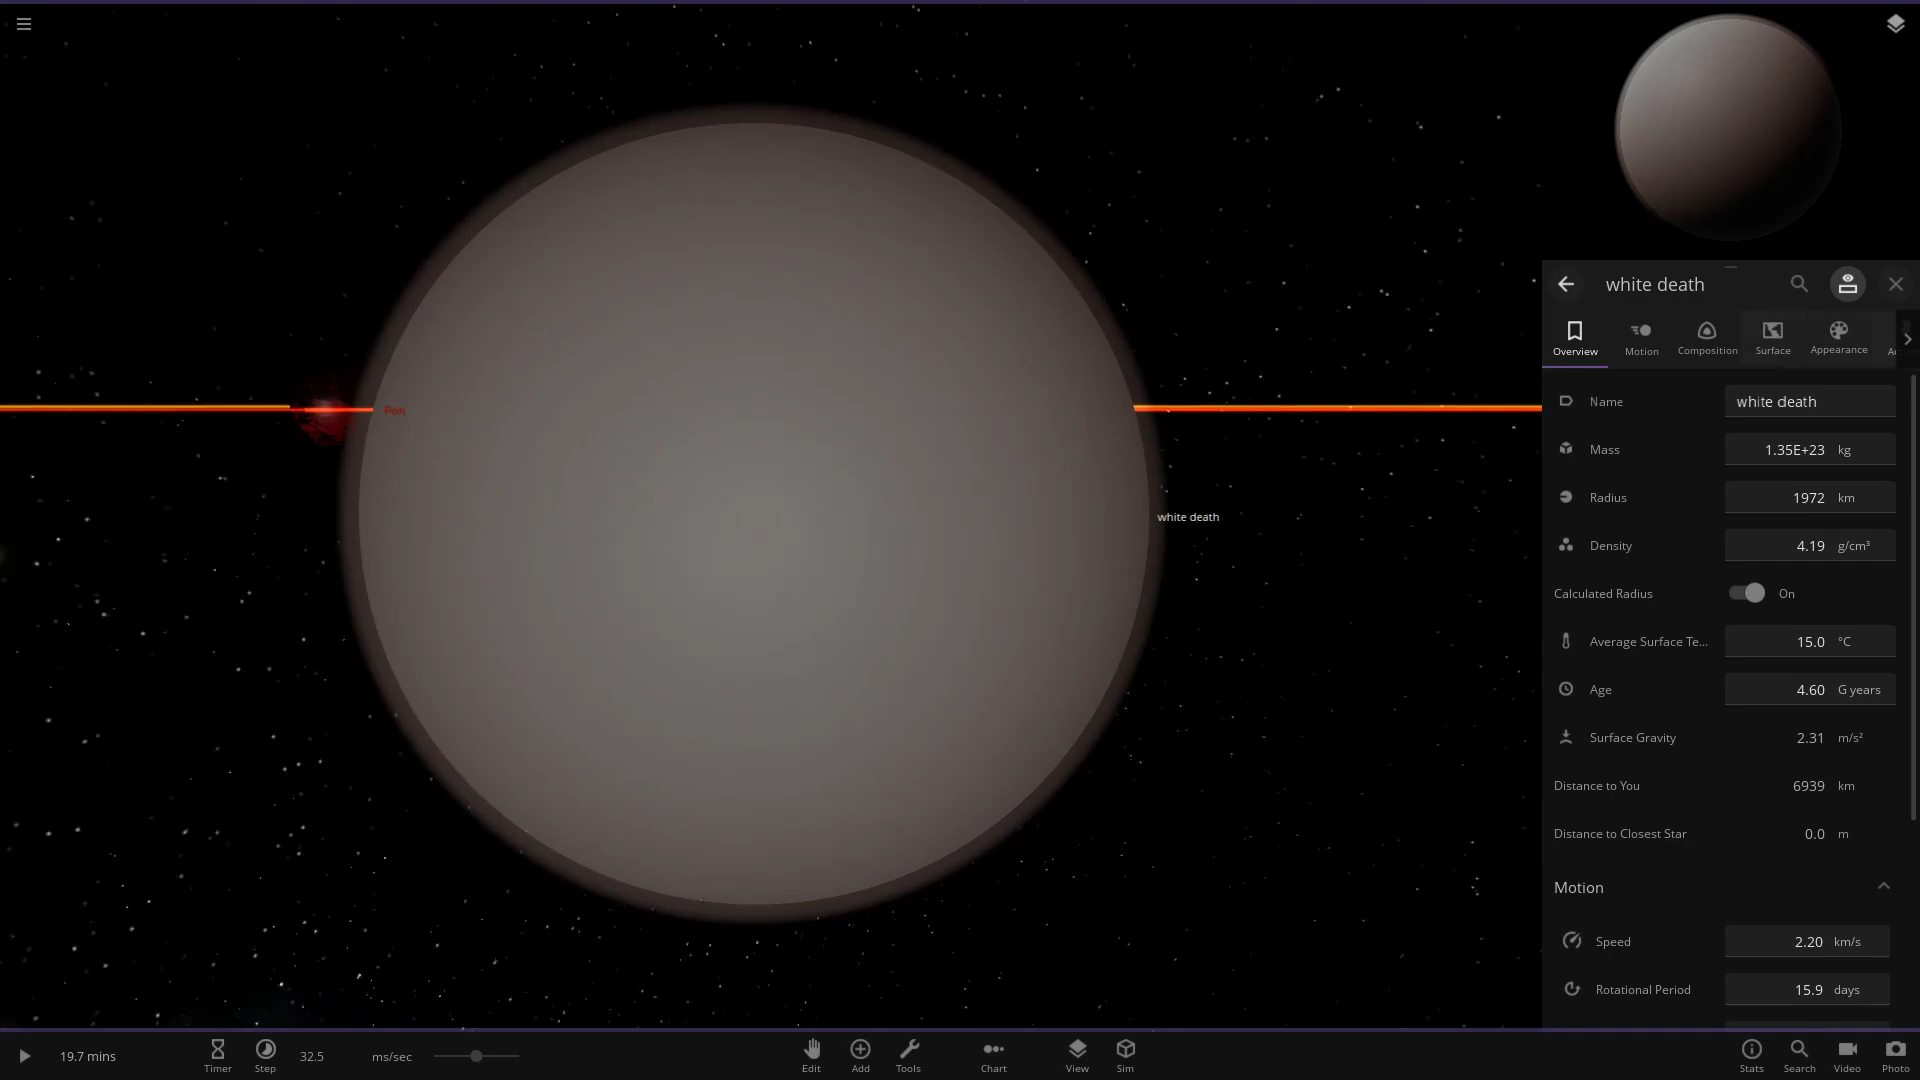 white death
Overview
Motion
Composition
Surface
Appearance
Name
white death
Mass
1.35E+23 kg
Radius
1972 km
Density
4.19 g/cm³
Calculated Radius
On
Average Surface Te...
15.0 °C
Age
4.60 G years
Surface Gravity
2.31 m/s²
Distance to You
6939 km
Distance to Closest Star
0.0 m
Motion
Speed
2.20 km/s
Rotational Period
15.9 days
Pan
white death
19.7 mins
Timer
Step
32.5 ms/sec
Edit
Add
Tools
Chart
View
Sim
Stats
Search
Video
Photo